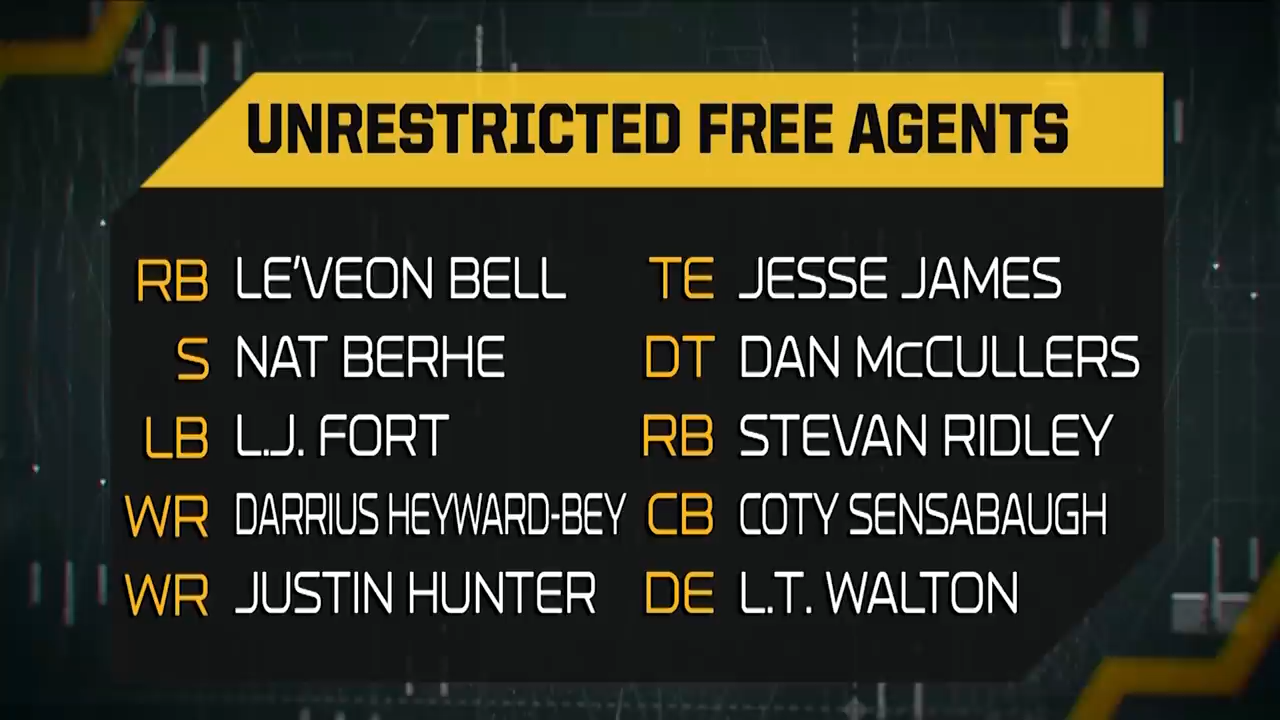 UNRESTRICTED FREE AGENTS
RB LE'VEON BELL
S NAT BERHE
LB L.J. FORT
WR DARRIUS HEYWARD-BEY
WR JUSTIN HUNTER
TE JESSE JAMES
DT DAN McCULLERS
RB STEVAN RIDLEY
CB COTY SENSABAUGH
DE L.T. WALTON